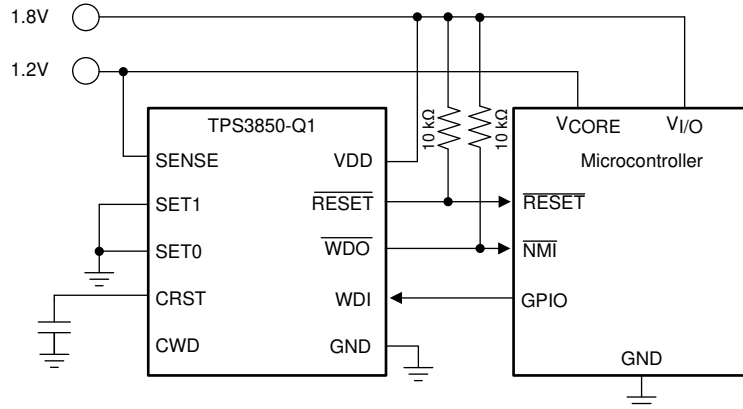 1.8V
1.2V
TPS3850-Q1
SENSE
VDD
SET1
RESET
SET0
WDO
CRST
WDI
CWD
GND
10 kΩ
10 kΩ
VCORE
VI/O
Microcontroller
RESET
NMI
GPIO
GND